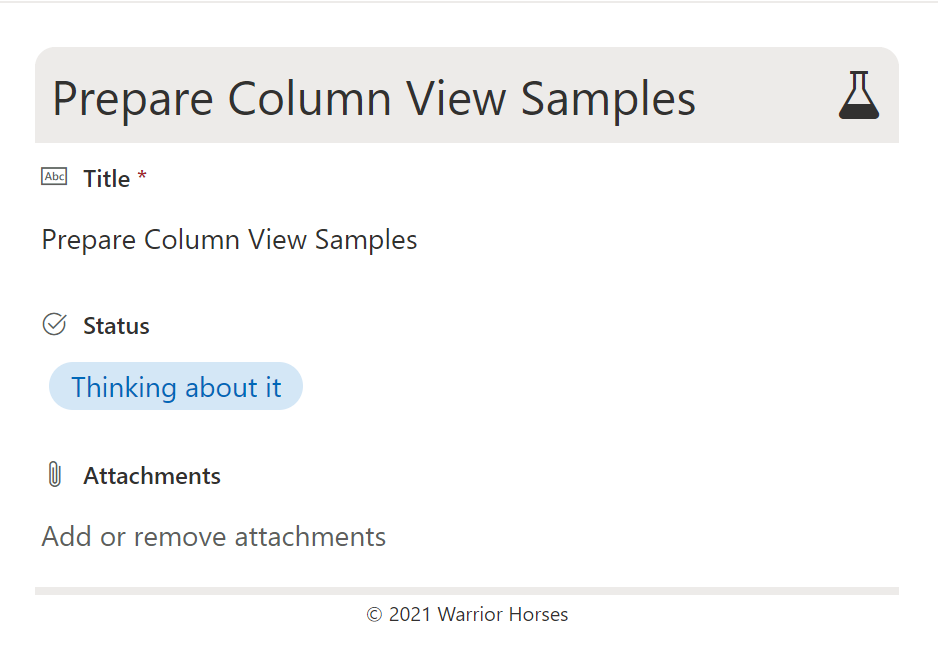 Prepare Column View Samples
Abc Title *
Prepare Column View Samples
Status
Thinking about it
Attachments
Add or remove attachments
© 2021 Warrior Horses